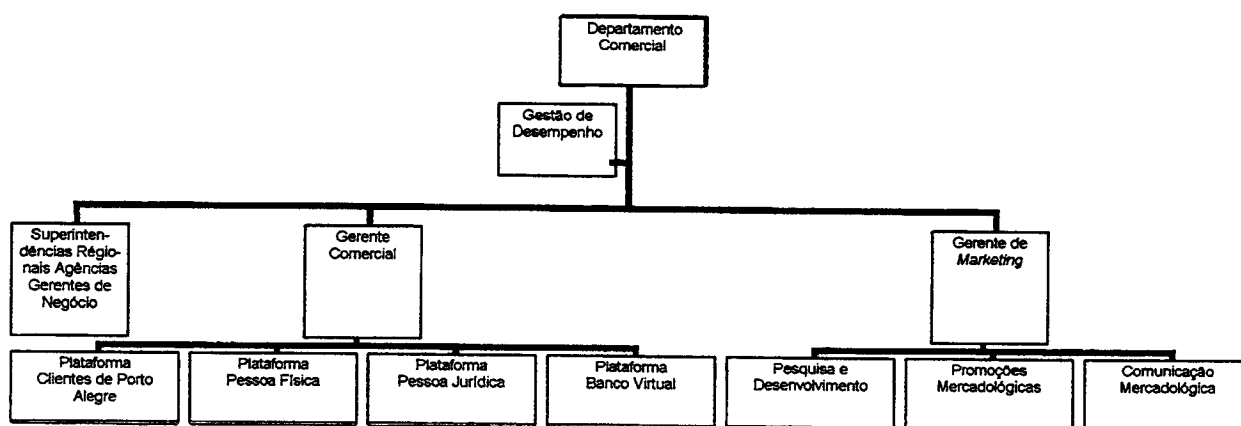 Departamento
Comercial
Gestão de
Desempenho
Superinten-
dências Régio-
nais Agências
Gerentes de
Negócio
Gerente
Comercial
Gerente de
Marketing
Plataforma
Clientes de Porto
Alegre
Plataforma
Pessoa Física
Plataforma
Pessoa Jurídica
Plataforma
Banco Virtual
Pesquisa e
Desenvolvimento
Promoções
Mercadológicas
Comunicação
Mercadológica